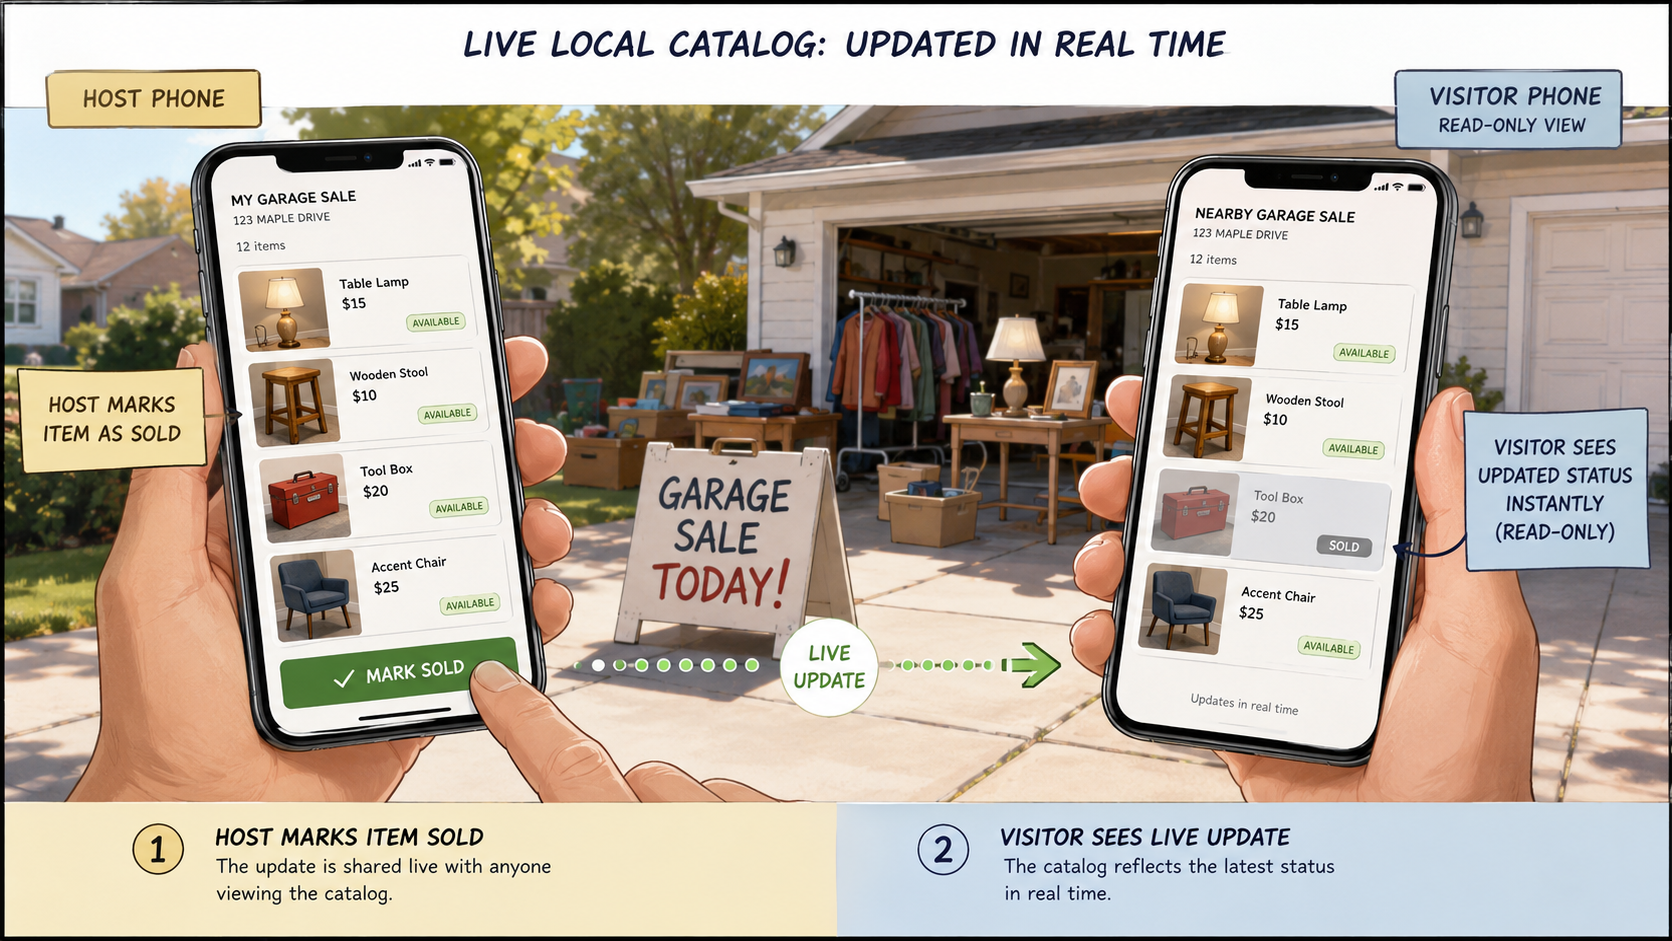 LIVE LOCAL CATALOG: UPDATED IN REAL TIME
HOST PHONE
VISITOR PHONE
READ-ONLY VIEW
MY GARAGE SALE
123 MAPLE DRIVE
12 items
Table Lamp
$15
AVAILABLE
Wooden Stool
$10
AVAILABLE
Tool Box
$20
AVAILABLE
Accent Chair
$25
AVAILABLE
MARK SOLD
HOST MARKS
ITEM AS SOLD
GARAGE
SALE
TODAY!
LIVE
UPDATE
NEARBY GARAGE SALE
123 MAPLE DRIVE
12 items
Table Lamp
$15
AVAILABLE
Wooden Stool
$10
AVAILABLE
Tool Box
$20
SOLD
Accent Chair
$25
AVAILABLE
Updates in real time
VISITOR SEES
UPDATED STATUS
INSTANTLY
(READ-ONLY)
1
HOST MARKS ITEM SOLD
The update is shared live with anyone
viewing the catalog.
2
VISITOR SEES LIVE UPDATE
The catalog reflects the latest status
in real time.